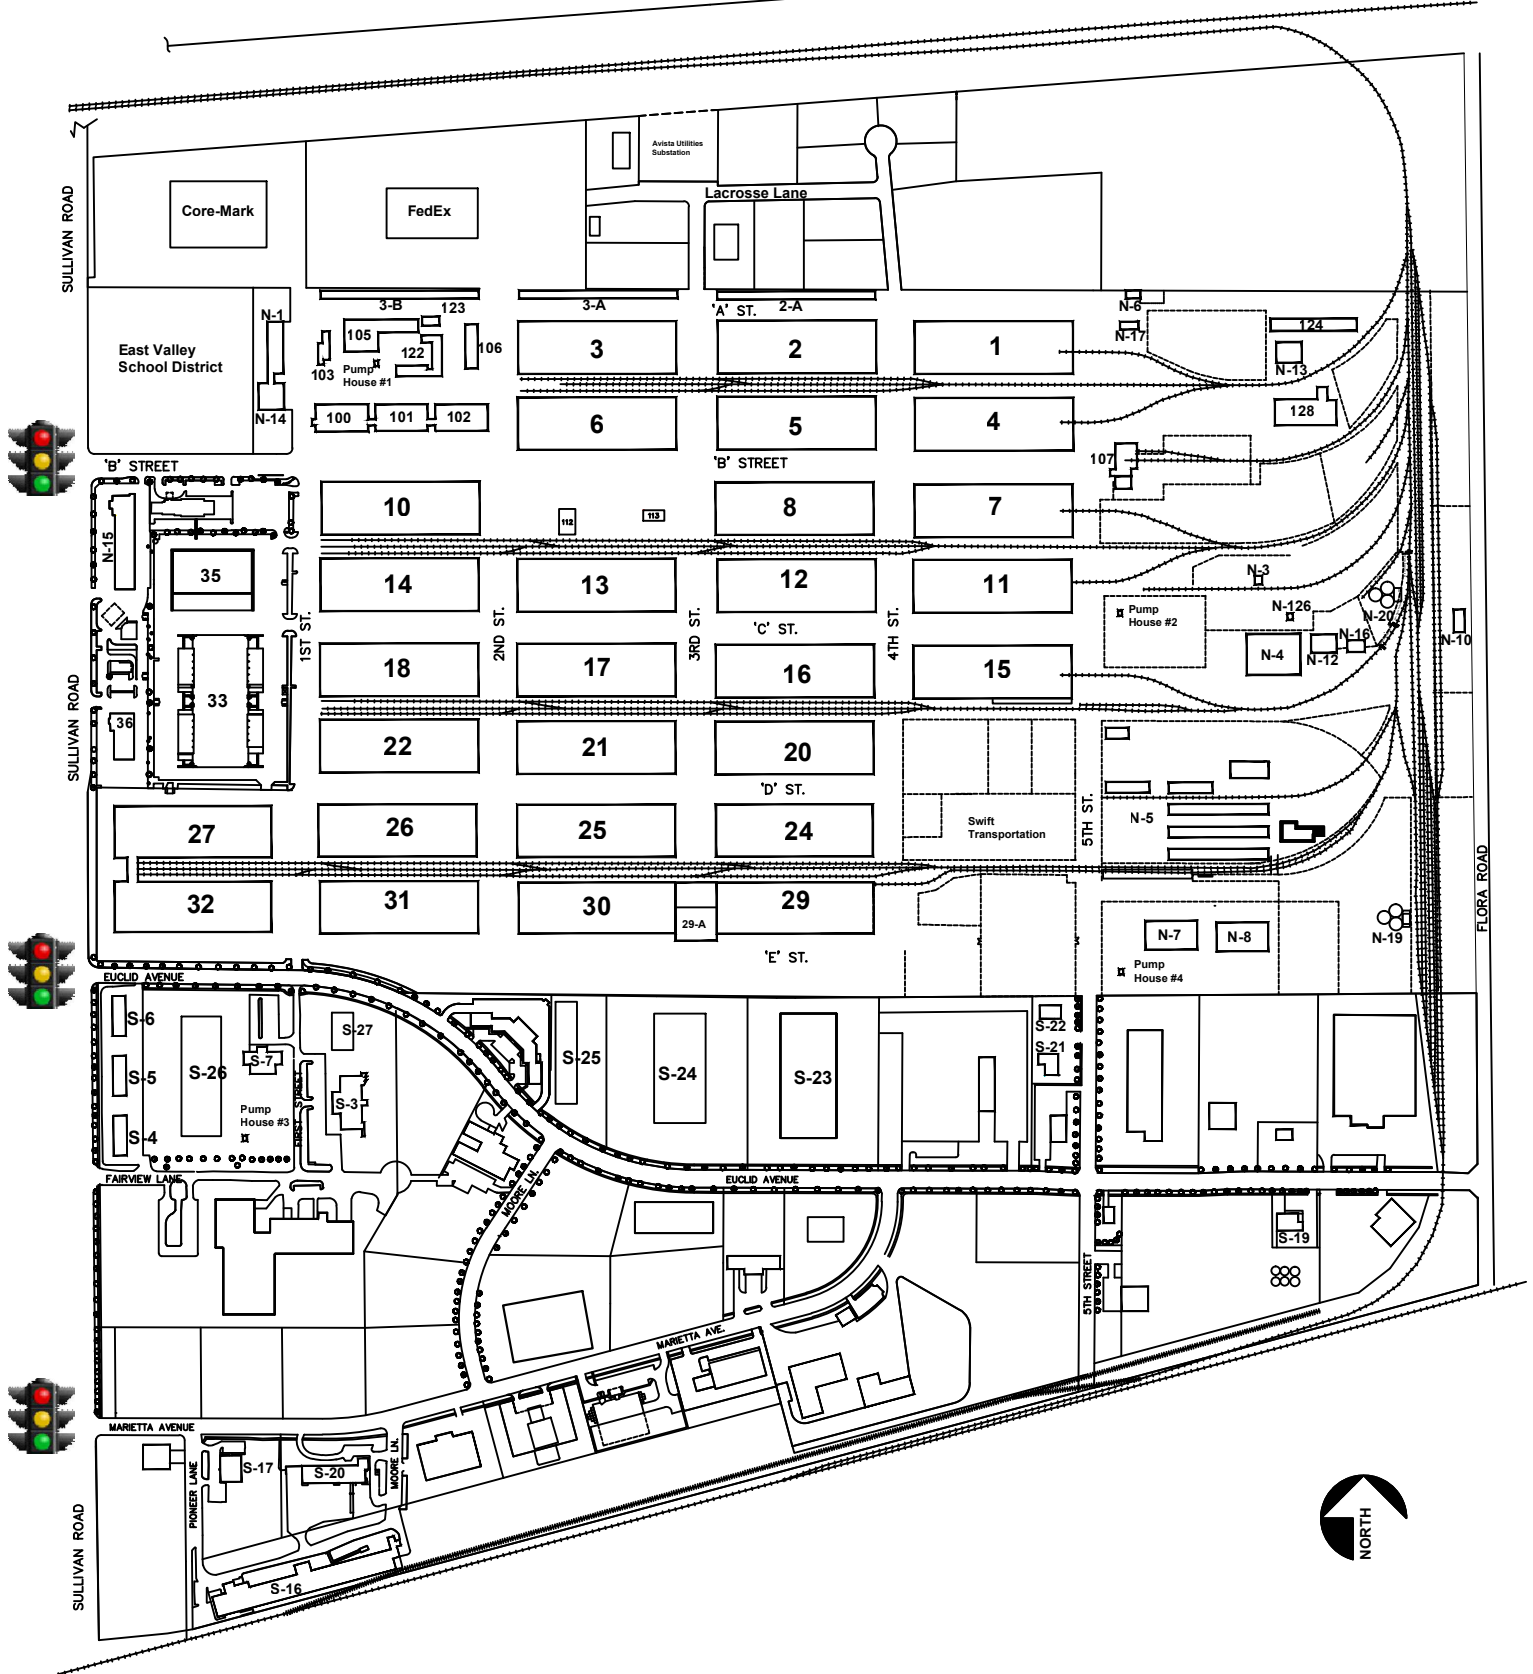 Avista Utilities
Substation
Lacrosse Lane
SULLIVAN ROAD
Core-Mark
FedEx
3-B
3-A
2-A
'A' ST.
N-6
N-17
N-1
123
105
106
122
103
Pump
House #1
East Valley
School District
3
2
1
124
N-13
N-14
100
101
102
6
5
4
128
'B' STREET
'B' STREET
107
N-15
10
112
113
8
7
35
14
13
12
11
N-3
1ST ST.
2ND ST.
3RD ST.
'C' ST.
4TH ST.
Pump
House #2
N-126
N-20
N-10
N-16
N-12
N-4
SULLIVAN ROAD
33
36
18
17
16
15
22
21
20
'D' ST.
5TH ST.
N-5
Swift
Transportation
27
26
25
24
FLORA ROAD
32
31
30
29-A
29
N-7
N-8
N-19
'E' ST.
Pump
House #4
EUCLID AVENUE
S-6
S-27
S-22
S-21
S-7
S-26
S-5
S-25
S-24
S-23
FIRST STREET
S-3
Pump
House #3
S-4
FAIRVIEW LANE
MOORE LN.
EUCLID AVENUE
S-19
5TH STREET
MARIETTA AVE.
MARIETTA AVENUE
PIONEER LANE
S-17
S-20
MOORE LN.
SULLIVAN ROAD
S-16
NORTH